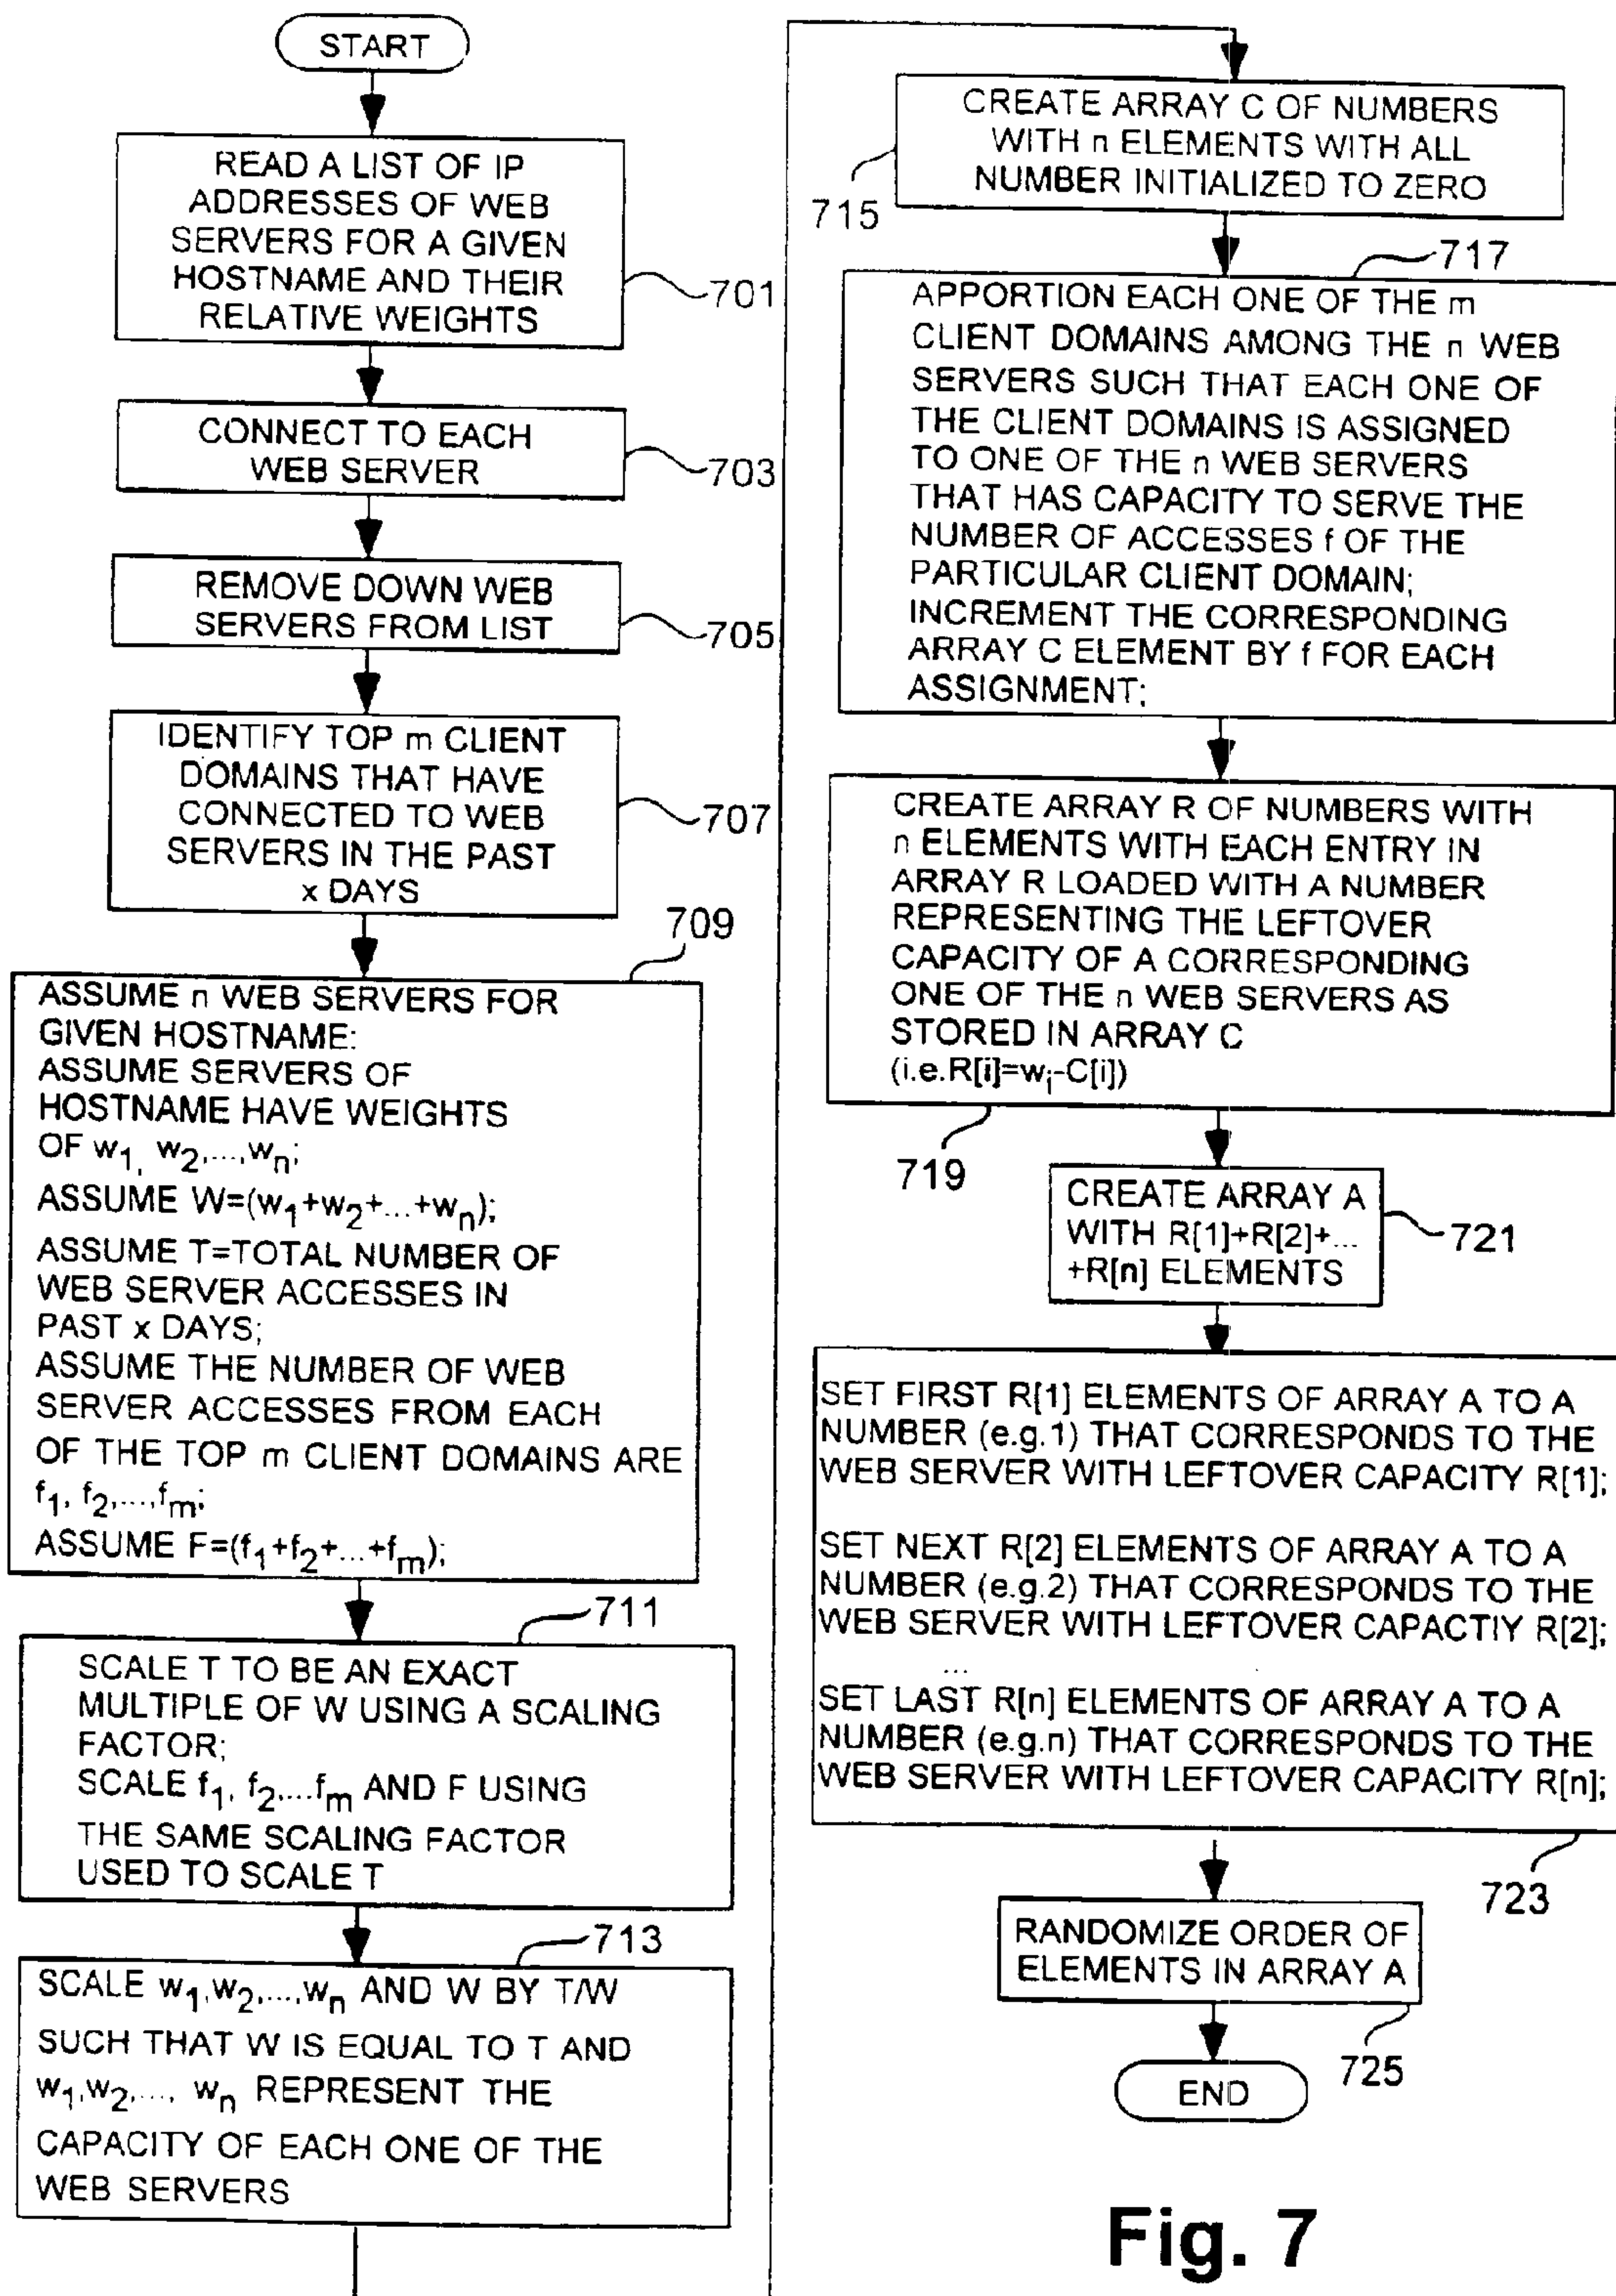 START
READ A LIST OF IP
ADDRESSES OF WEB
SERVERS FOR A GIVEN
HOSTNAME AND THEIR
RELATIVE WEIGHTS
701
CONNECT TO EACH
WEB SERVER
703
REMOVE DOWN WEB
SERVERS FROM LIST
705
IDENTIFY TOP m CLIENT
DOMAINS THAT HAVE
CONNECTED TO WEB
SERVERS IN THE PAST
x DAYS
707
709
ASSUME n WEB SERVERS FOR
GIVEN HOSTNAME:
ASSUME SERVERS OF
HOSTNAME HAVE WEIGHTS
OF w1, w2,...,wn;
ASSUME W=(w1+w2+...+wn);
ASSUME T=TOTAL NUMBER OF
WEB SERVER ACCESSES IN
PAST x DAYS;
ASSUME THE NUMBER OF WEB
SERVER ACCESSES FROM EACH
OF THE TOP m CLIENT DOMAINS ARE
f1, f2,...,fm;
ASSUME F=(f1+f2+...+fm);
711
SCALE T TO BE AN EXACT
MULTIPLE OF W USING A SCALING
FACTOR;
SCALE f1, f2,...fm AND F USING
THE SAME SCALING FACTOR
USED TO SCALE T
713
SCALE w1,w2,...,wn AND W BY T/W
SUCH THAT W IS EQUAL TO T AND
w1,w2,..., wn REPRESENT THE
CAPACITY OF EACH ONE OF THE
WEB SERVERS
CREATE ARRAY C OF NUMBERS
WITH n ELEMENTS WITH ALL
NUMBER INITIALIZED TO ZERO
715
717
APPORTION EACH ONE OF THE m
CLIENT DOMAINS AMONG THE n WEB
SERVERS SUCH THAT EACH ONE OF
THE CLIENT DOMAINS IS ASSIGNED
TO ONE OF THE n WEB SERVERS
THAT HAS CAPACITY TO SERVE THE
NUMBER OF ACCESSES f OF THE
PARTICULAR CLIENT DOMAIN;
INCREMENT THE CORRESPONDING
ARRAY C ELEMENT BY f FOR EACH
ASSIGNMENT;
CREATE ARRAY R OF NUMBERS WITH
n ELEMENTS WITH EACH ENTRY IN
ARRAY R LOADED WITH A NUMBER
REPRESENTING THE LEFTOVER
CAPACITY OF A CORRESPONDING
ONE OF THE n WEB SERVERS AS
STORED IN ARRAY C
(i.e.R[i]=wi-C[i])
719
CREATE ARRAY A
WITH R[1]+R[2]+...
+R[n] ELEMENTS
721
SET FIRST R[1] ELEMENTS OF ARRAY A TO A
NUMBER (e.g.1) THAT CORRESPONDS TO THE
WEB SERVER WITH LEFTOVER CAPACITY R[1];
SET NEXT R[2] ELEMENTS OF ARRAY A TO A
NUMBER (e.g.2) THAT CORRESPONDS TO THE
WEB SERVER WITH LEFTOVER CAPACTIY R[2];
...
SET LAST R[n] ELEMENTS OF ARRAY A TO A
NUMBER (e.g.n) THAT CORRESPONDS TO THE
WEB SERVER WITH LEFTOVER CAPACITY R[n];
723
RANDOMIZE ORDER OF
ELEMENTS IN ARRAY A
725
END
Fig. 7